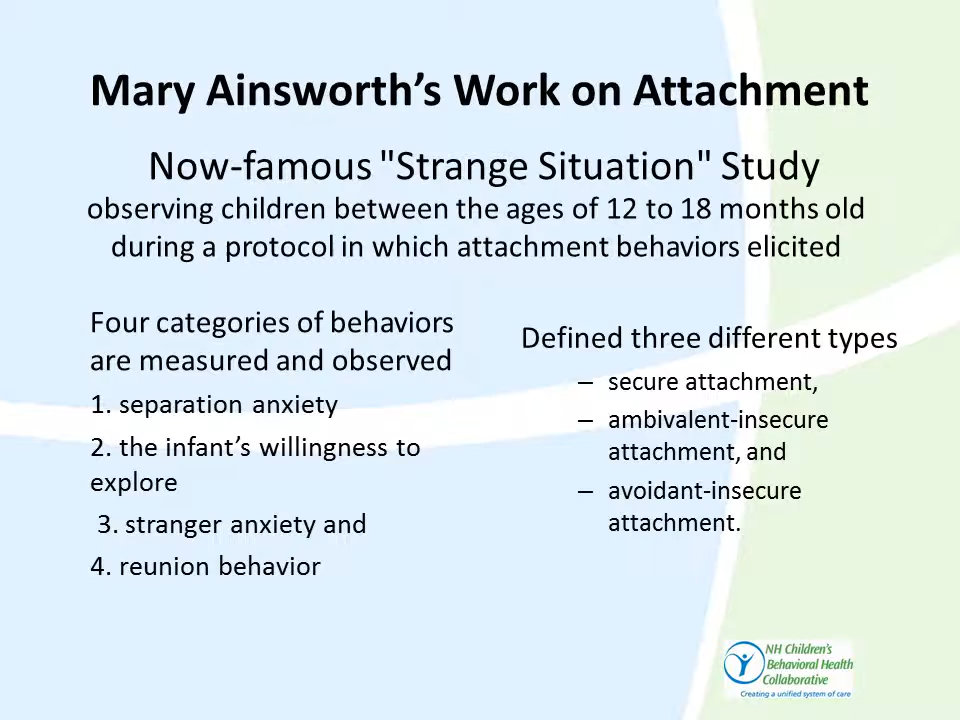 Mary Ainsworth’s Work on Attachment
Now-famous "Strange Situation" Study
observing children between the ages of 12 to 18 months old
during a protocol in which attachment behaviors elicited
Four categories of behaviors
are measured and observed
1. separation anxiety
2. the infant’s willingness to
explore
3. stranger anxiety and
4. reunion behavior
Defined three different types
– secure attachment,
– ambivalent-insecure
attachment, and
– avoidant-insecure
attachment.
NH Children's
Behavioral Health
Collaborative
Creating a unified system of care